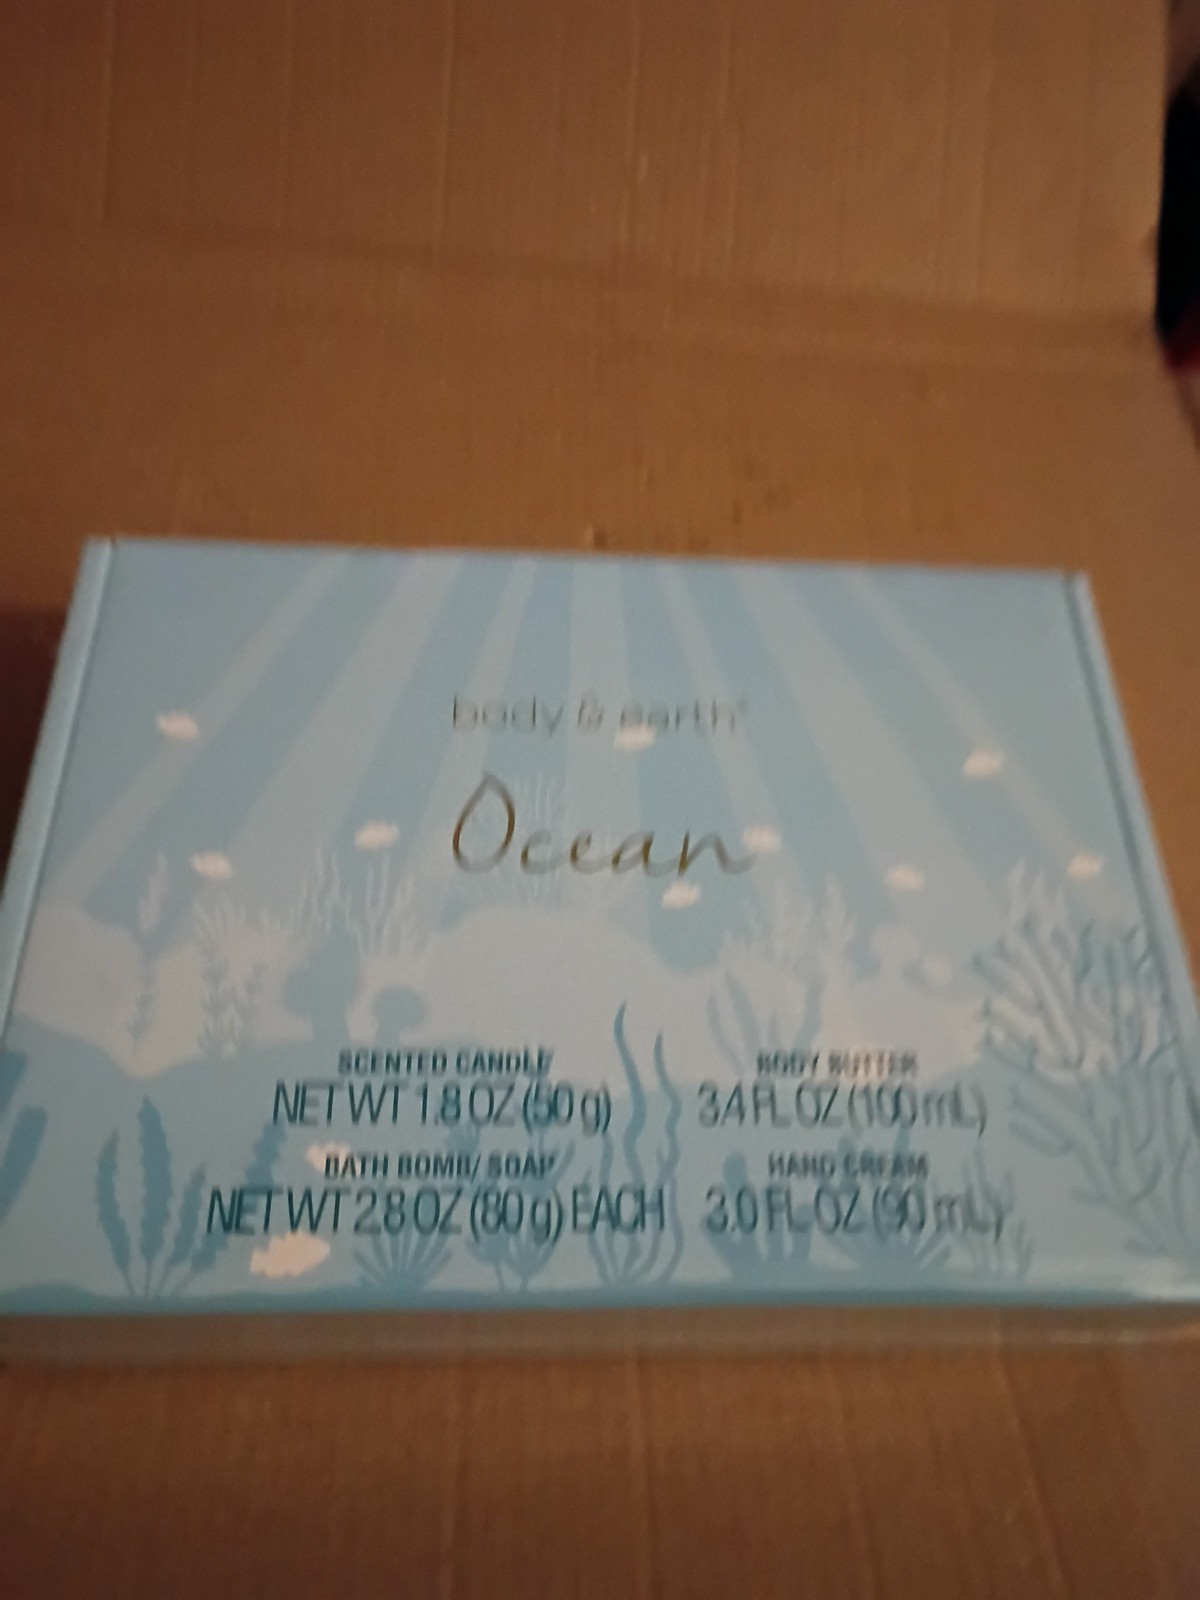 body & earth®
Ocean
SCENTED CANDLE
NET WT 1.8 OZ (50 g)
BODY BUTTER
3.4 FL OZ (100 mL)
BATH BOMB/ SOAP
NET WT 2.8 OZ (80 g) EACH
HAND CREAM
3.0 FL OZ (90 mL)